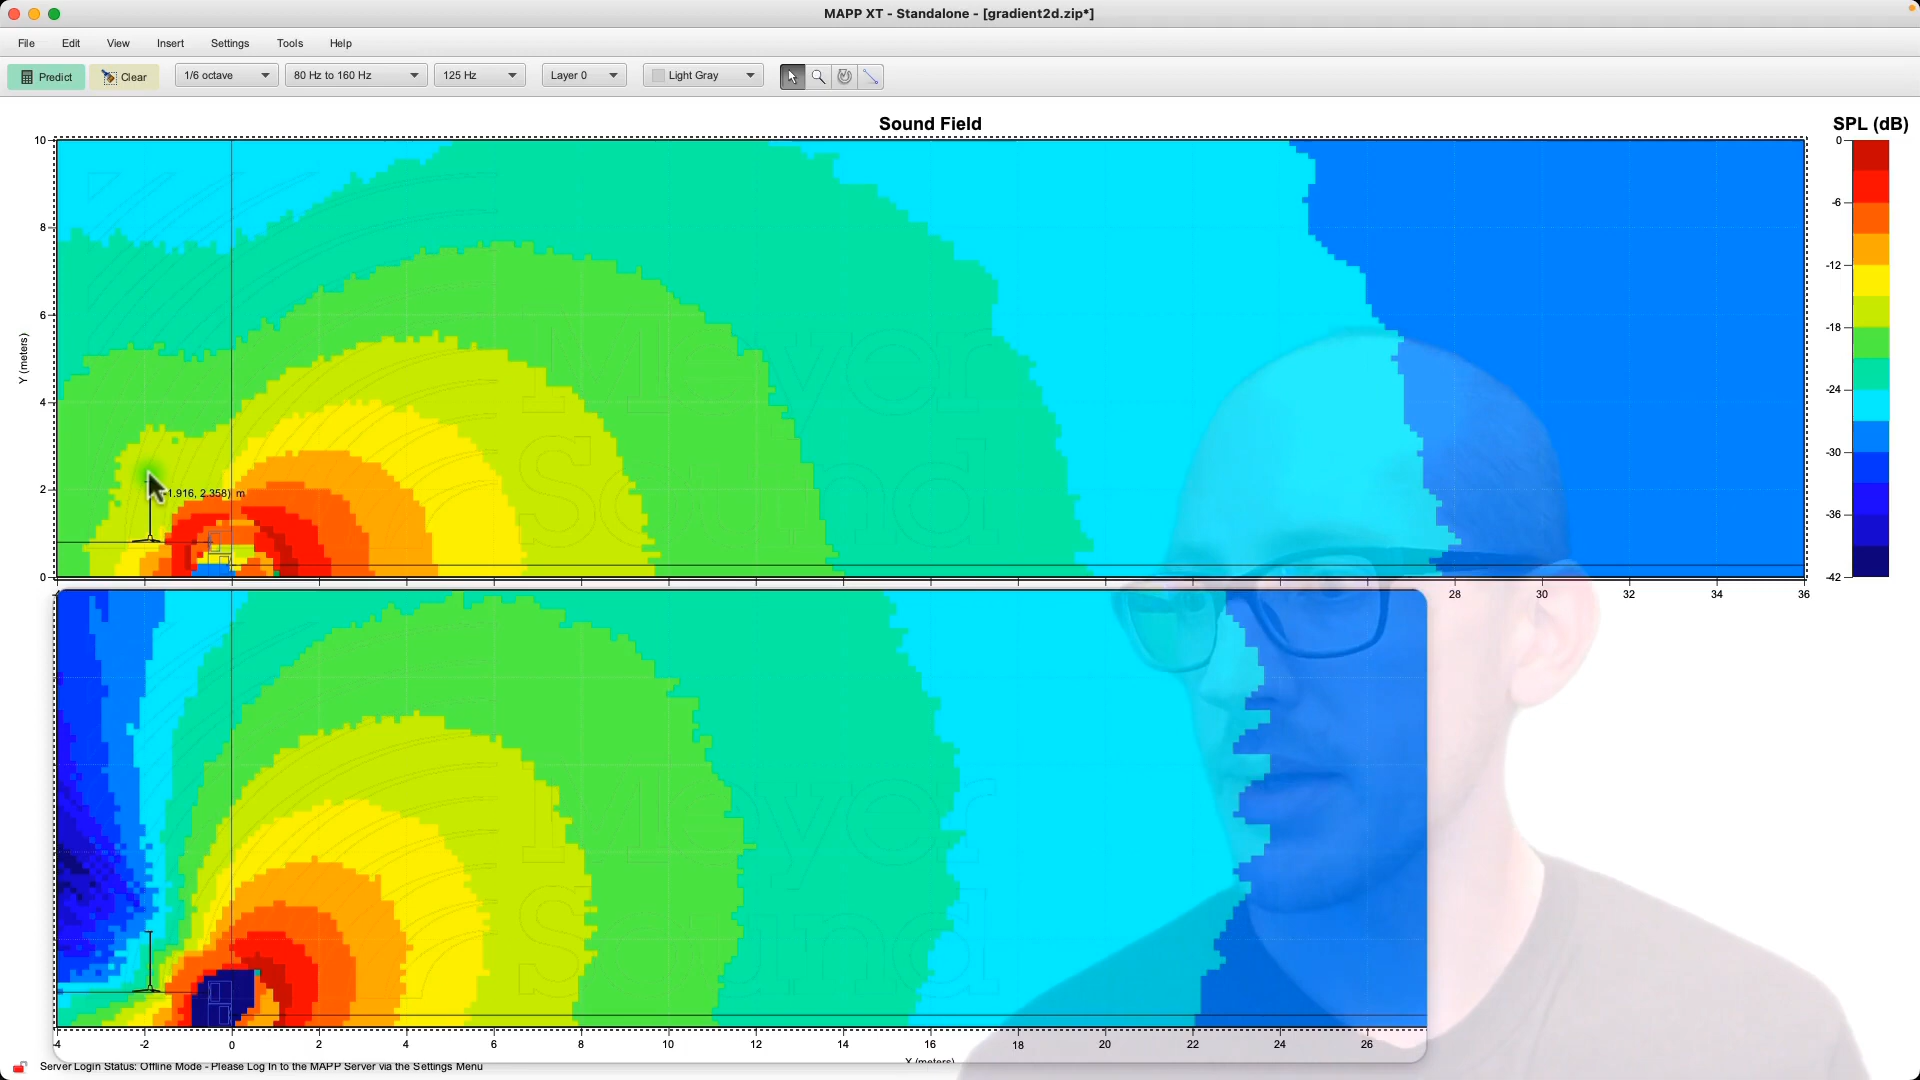 MAPP XT - Standalone - [gradient2d.zip*]
File Edit View Insert Settings Tools Help
Predict Clear 1/6 octave 80 Hz to 160 Hz 125 Hz Layer 0 Light Gray
Sound Field
SPL (dB)
10
8
6
4
2
0
Y (meters)
0
-6
-12
-18
-24
-30
-36
-42
Meyer
Sound
1.916, 2.358) m
28 30 32 34 36
Meyer
Sound
-4 -2 0 2 4 6 8 10 12 14 16 18 20 22 24 26
X (meters)
Server Login Status: Offline Mode - Please Log In to the MAPP Server via the Settings Menu